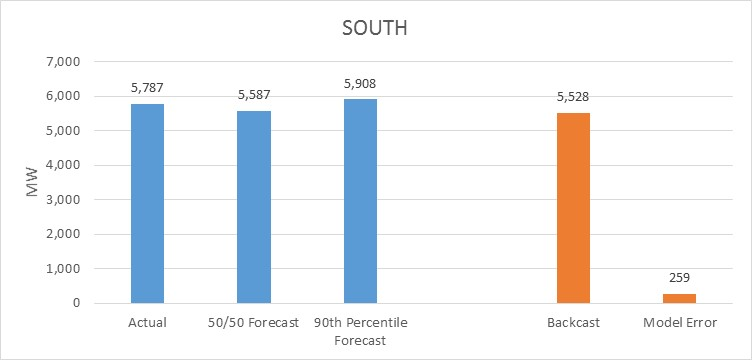 SOUTH
7,000
6,000
5,000
4,000
3,000
2,000
1,000
0
MW
5,787
5,587
5,908
5,528
259
Actual
50/50 Forecast
90th Percentile
Forecast
Backcast
Model Error